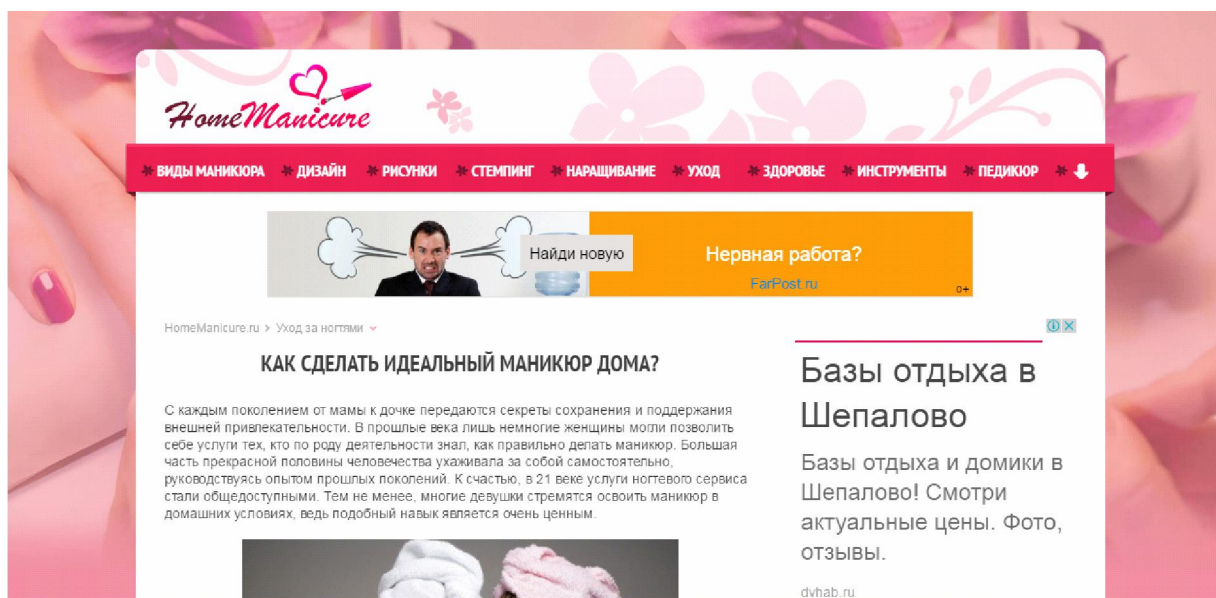 HomeManicure
ВИДЫ МАНИКЮРА ДИЗАЙН РИСУНКИ СТЕМПИНГ НАРАЩИВАНИЕ УХОД ЗДОРОВЬЕ ИНСТРУМЕНТЫ ПЕДИКЮР
Найди новую
Нервная работа?
FarPost.ru
0+
HomeManicure.ru > Уход за ногтями
КАК СДЕЛАТЬ ИДЕАЛЬНЫЙ МАНИКЮР ДОМА?
С каждым поколением от мамы к дочке передаются секреты сохранения и поддержания
внешней привлекательности. В прошлые века лишь немногие женщины могли позволить
себе услуги тех, кто по роду деятельности знал, как правильно делать маникюр. Большая
часть прекрасной половины человечества ухаживала за собой самостоятельно,
руководствуясь опытом прошлых поколений. К счастью, в 21 веке услуги ногтевого сервиса
стали общедоступными. Тем не менее, многие девушки стремятся освоить маникюр в
домашних условиях, ведь подобный навык является очень ценным.
Базы отдыха в
Шепалово
Базы отдыха и домики в
Шепалово! Смотри
актуальные цены. Фото,
отзывы.
dvhab.ru